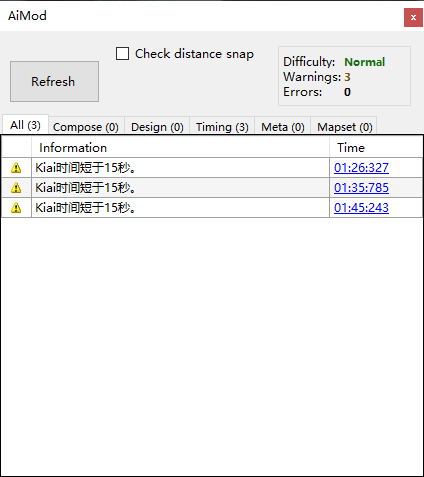 AiMod
x
Refresh
Check distance snap
Difficulty: Normal
Warnings: 3
Errors: 0
All (3) Compose (0) Design (0) Timing (3) Meta (0) Mapset (0)
Information Time
Kiai时间短于15秒。 01:26:327
Kiai时间短于15秒。 01:35:785
Kiai时间短于15秒。 01:45:243